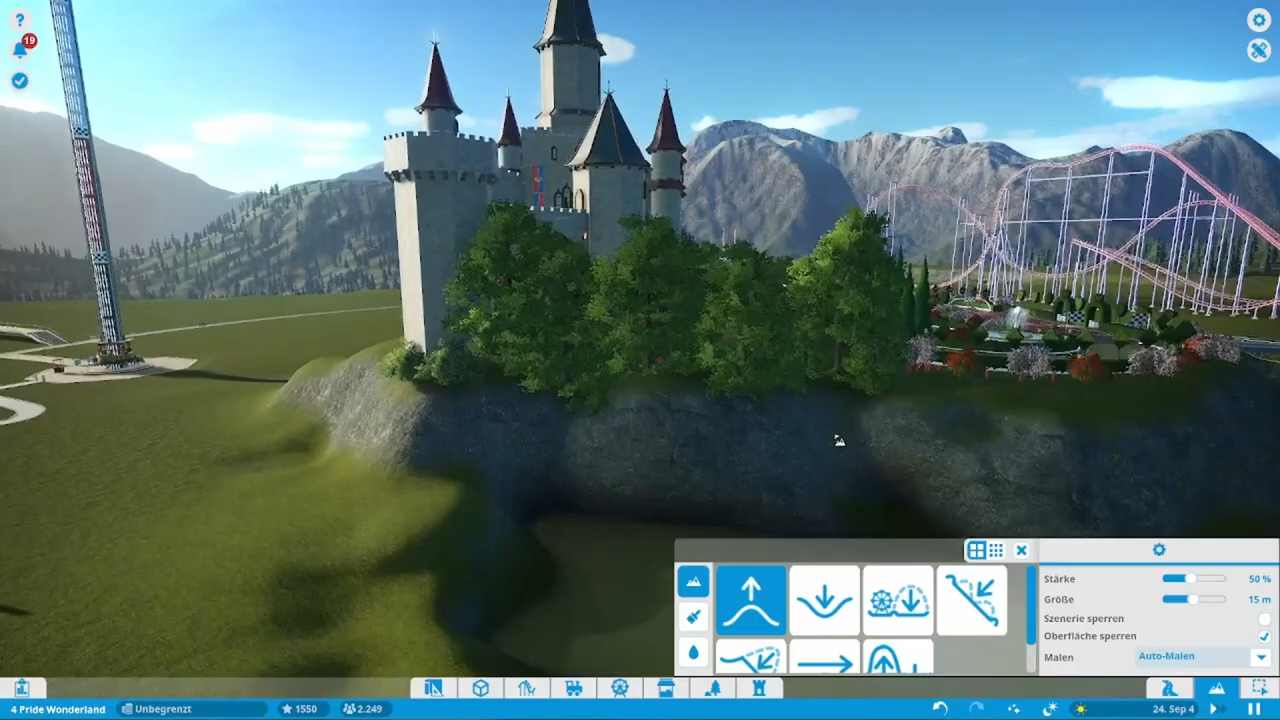 ?
19
Stärke 50 %
Größe 15 m
Szenerie sperren
Oberfläche sperren
Malen Auto-Malen
4 Pride Wonderland Unbegrenzt 1550 2.249 24. Sep 4